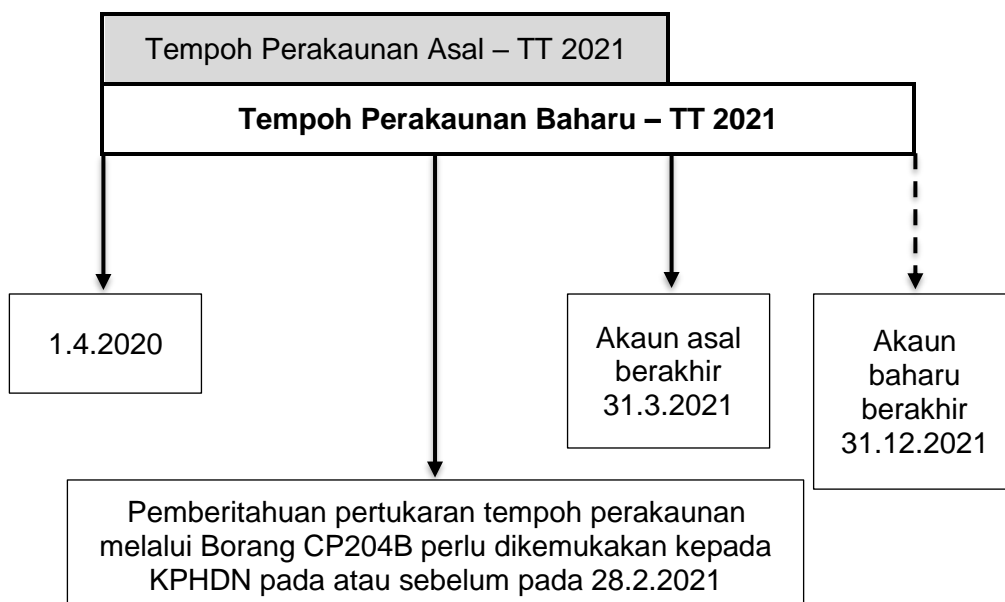 Tempoh Perakaunan Asal – TT 2021
Tempoh Perakaunan Baharu – TT 2021
1.4.2020
Akaun asal
berakhir
31.3.2021
Akaun
baharu
berakhir
31.12.2021
Pemberitahuan pertukaran tempoh perakaunan
melalui Borang CP204B perlu dikemukakan kepada
KPHDN pada atau sebelum pada 28.2.2021